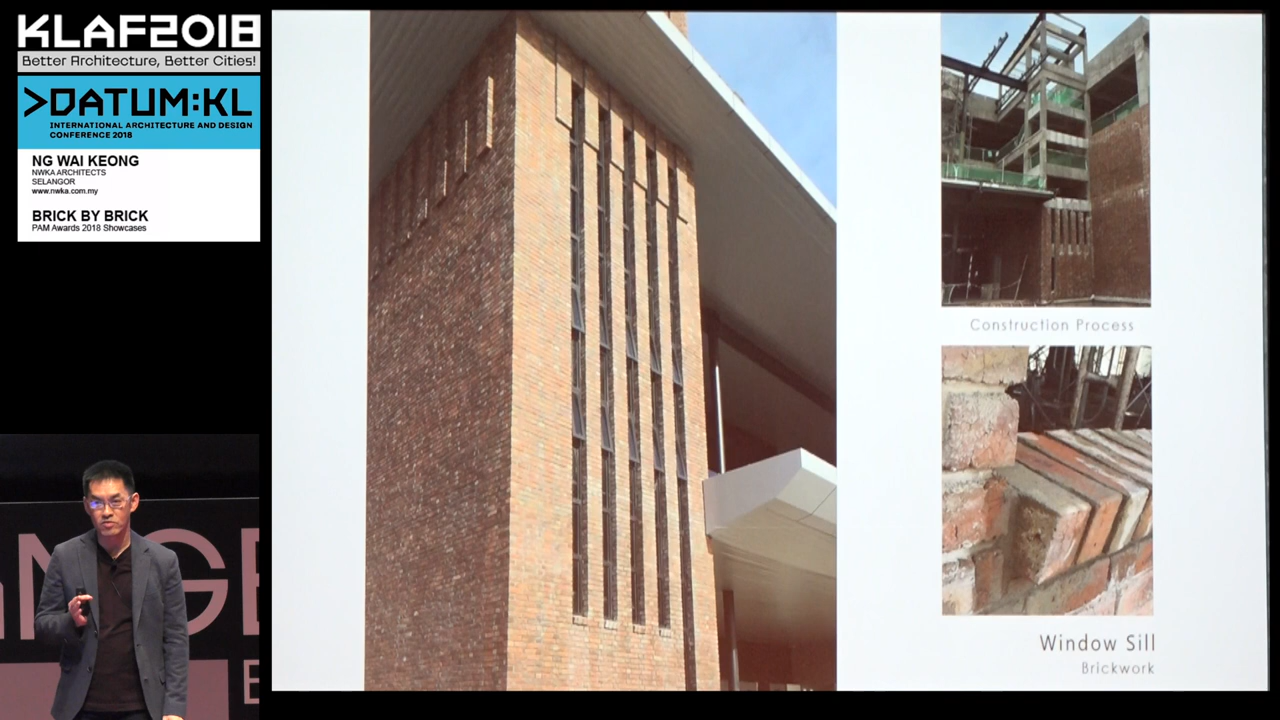 KLAF2018
Better Architecture, Better Cities!
>DATUM:KL
INTERNATIONAL ARCHITECTURE AND DESIGN
CONFERENCE 2018
NG WAI KEONG
NWKA ARCHITECTS
SELANGOR
www.nwka.com.my
BRICK BY BRICK
PAM Awards 2018 Showcases
Construction Process
Window Sill
Brickwork